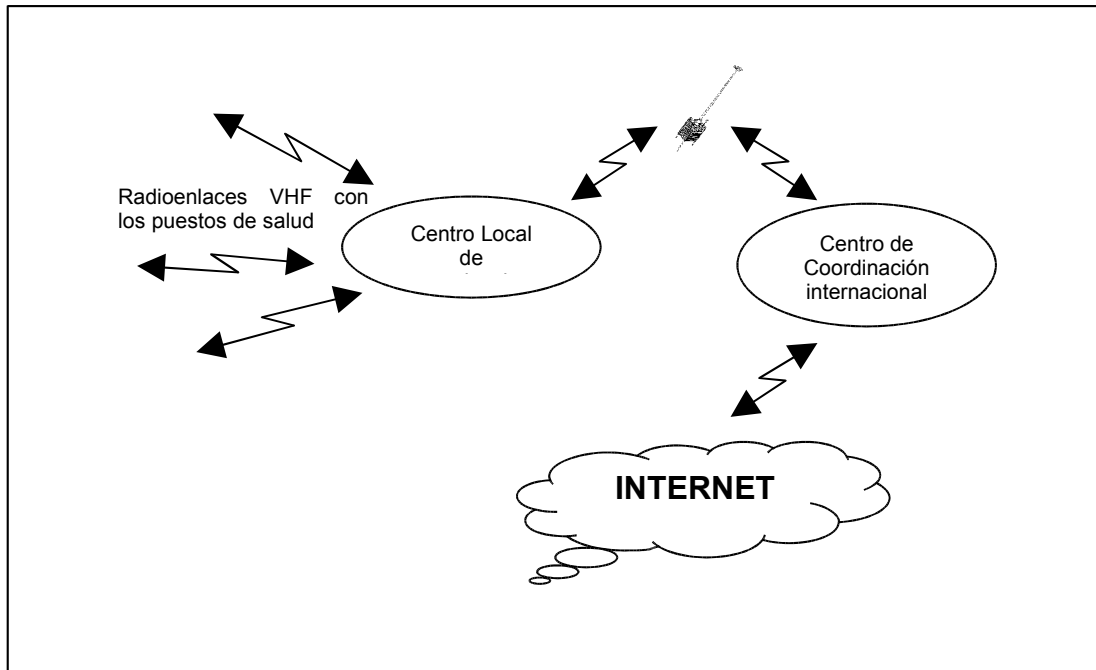 Radioenlaces VHF con
los puestos de salud
Centro Local
de
Centro de
Coordinación
internacional
INTERNET